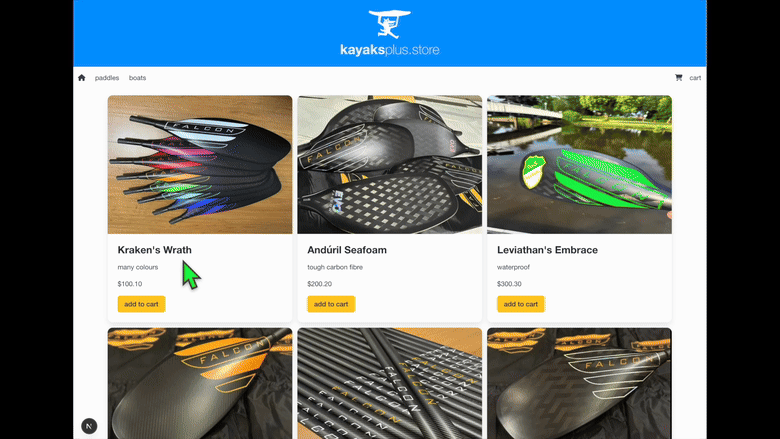 kayaksplus.store
paddles
boats
cart
FALCON
FALCON
Kraken's Wrath
many colours
$100.10
add to cart
Andúril Seafoam
tough carbon fibre
$200.20
add to cart
Leviathan's Embrace
waterproof
$300.30
add to cart
FALCON
FALCON
FALCON
N